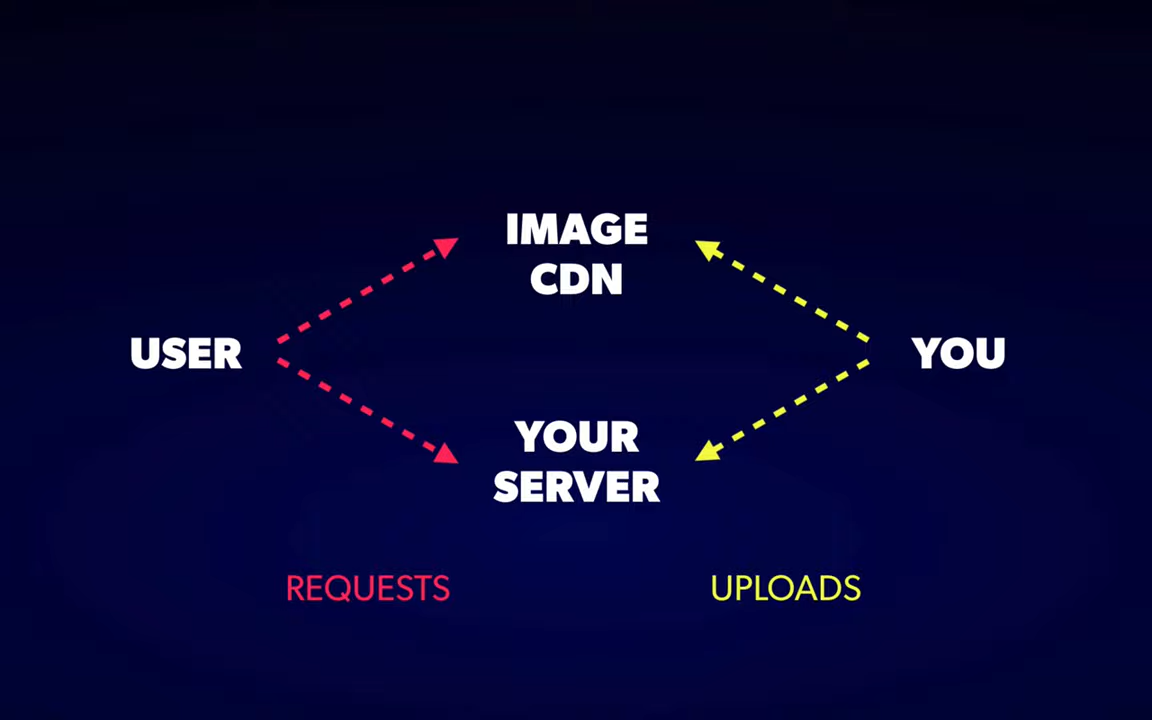 IMAGE
CDN
USER
YOU
YOUR
SERVER
REQUESTS
UPLOADS